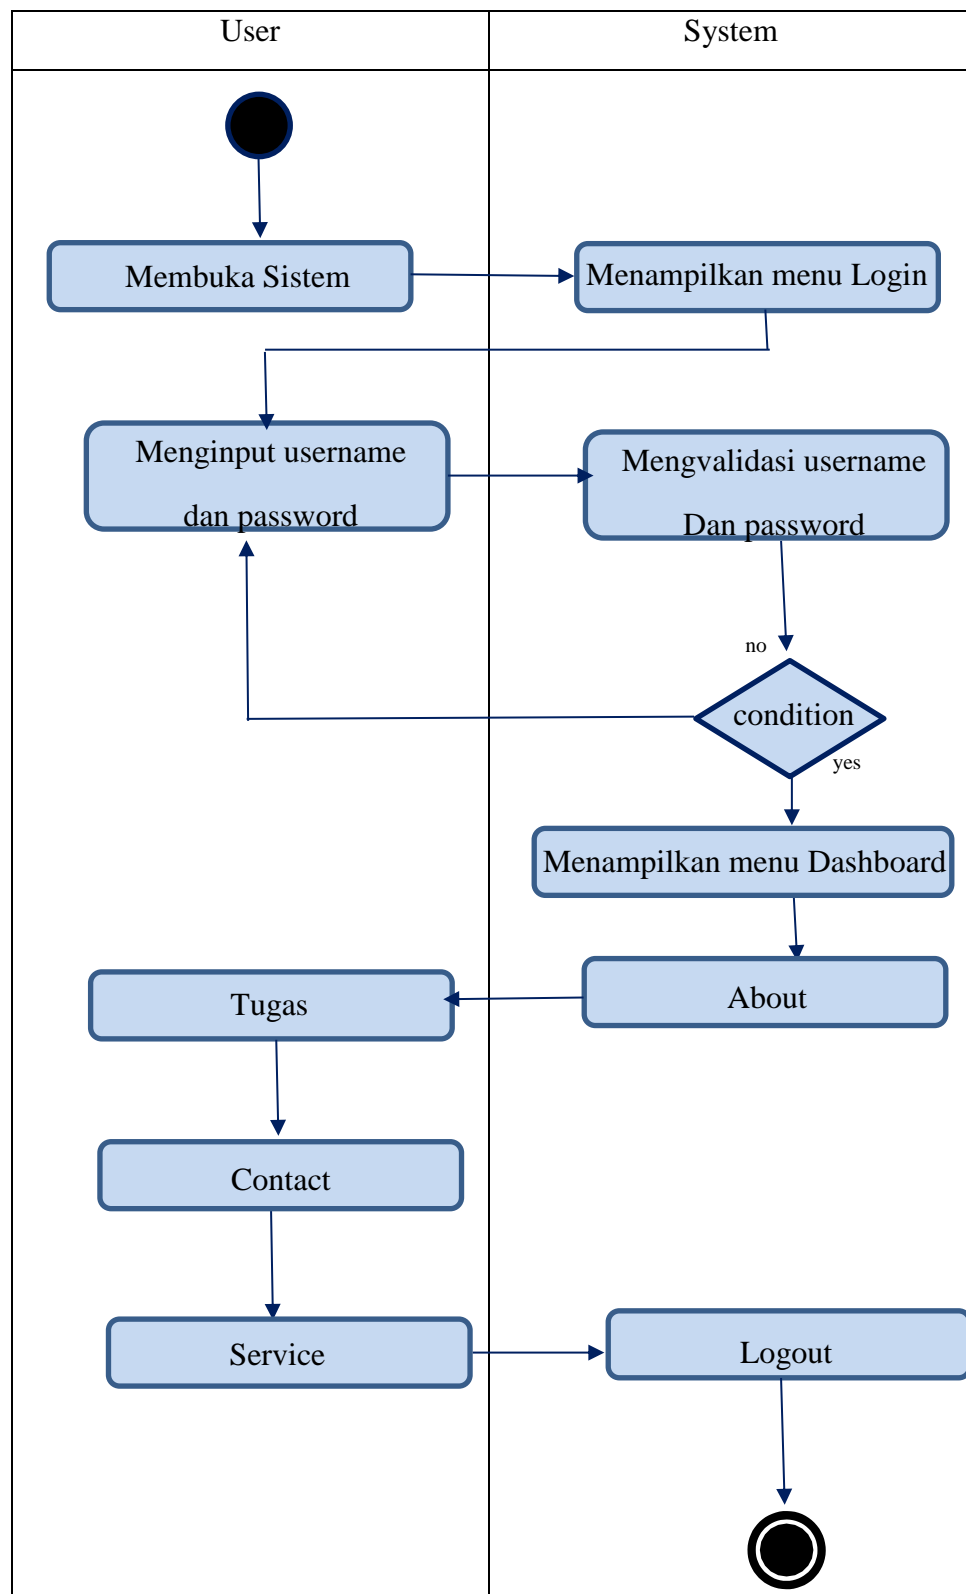 User
System
Membuka Sistem
Menampilkan menu Login
Menginput username
dan password
Mengvalidasi username
Dan password
no
condition
yes
Menampilkan menu Dashboard
About
Tugas
Contact
Service
Logout